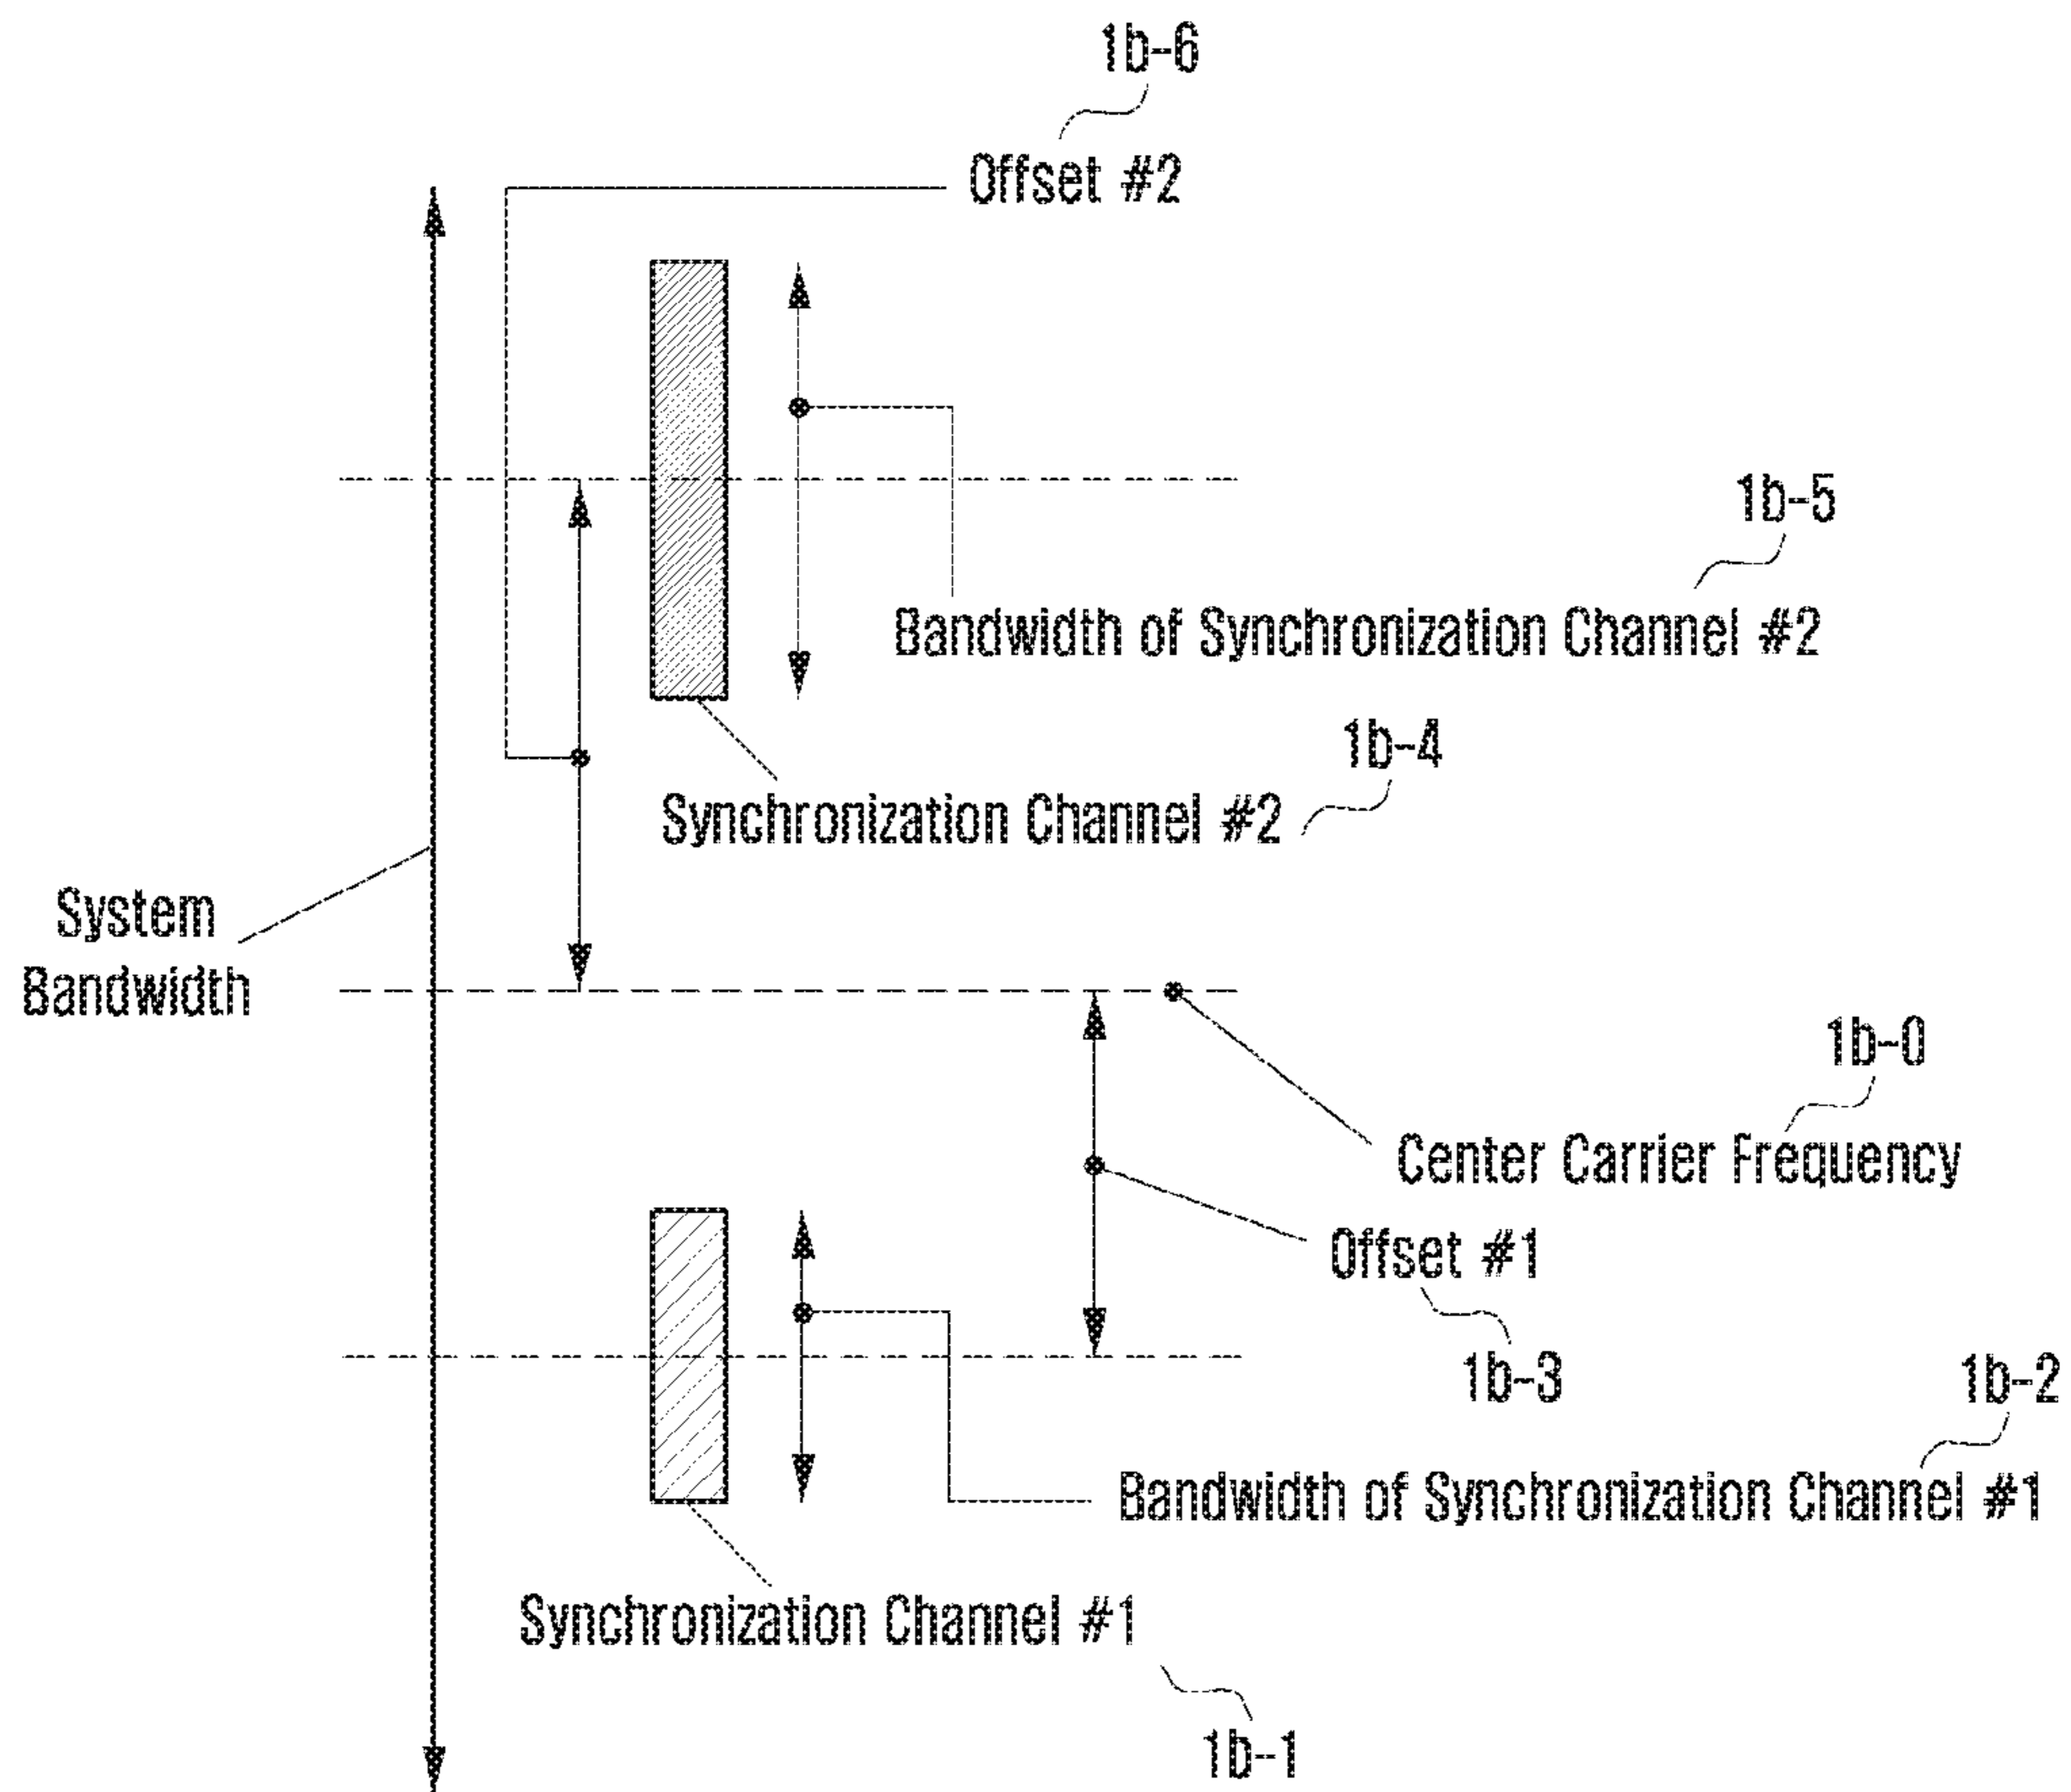 1b-6
Offset #2
1b-5
Bandwidth of Synchronization Channel #2
1b-4
Synchronization Channel #2
System
Bandwidth
1b-0
Center Carrier Frequency
Offset #1
1b-3
1b-2
Bandwidth of Synchronization Channel #1
Synchronization Channel #1
1b-1